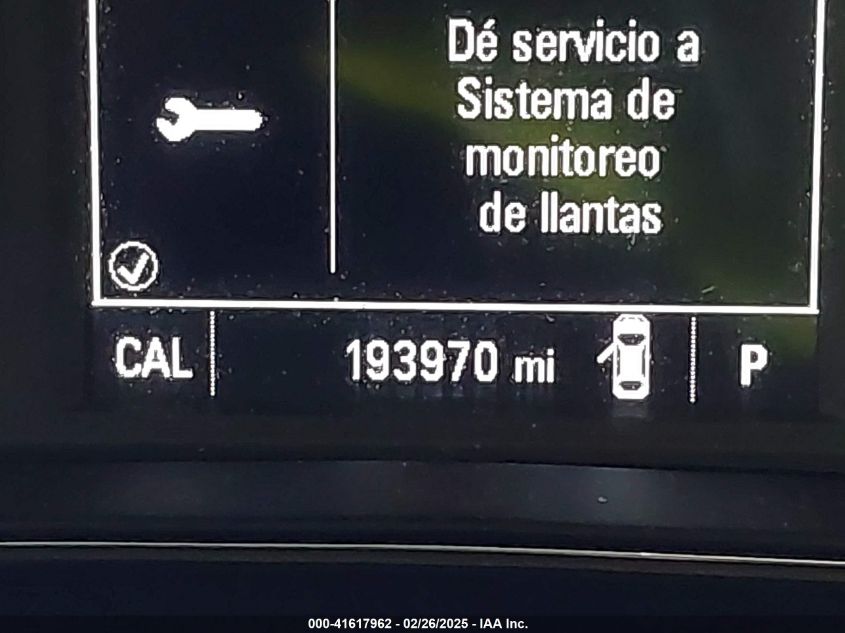 Dé servicio a
Sistema de
monitoreo
de llantas
CAL 193970 mi P
000-41617962 - 02/26/2025 - IAA Inc.